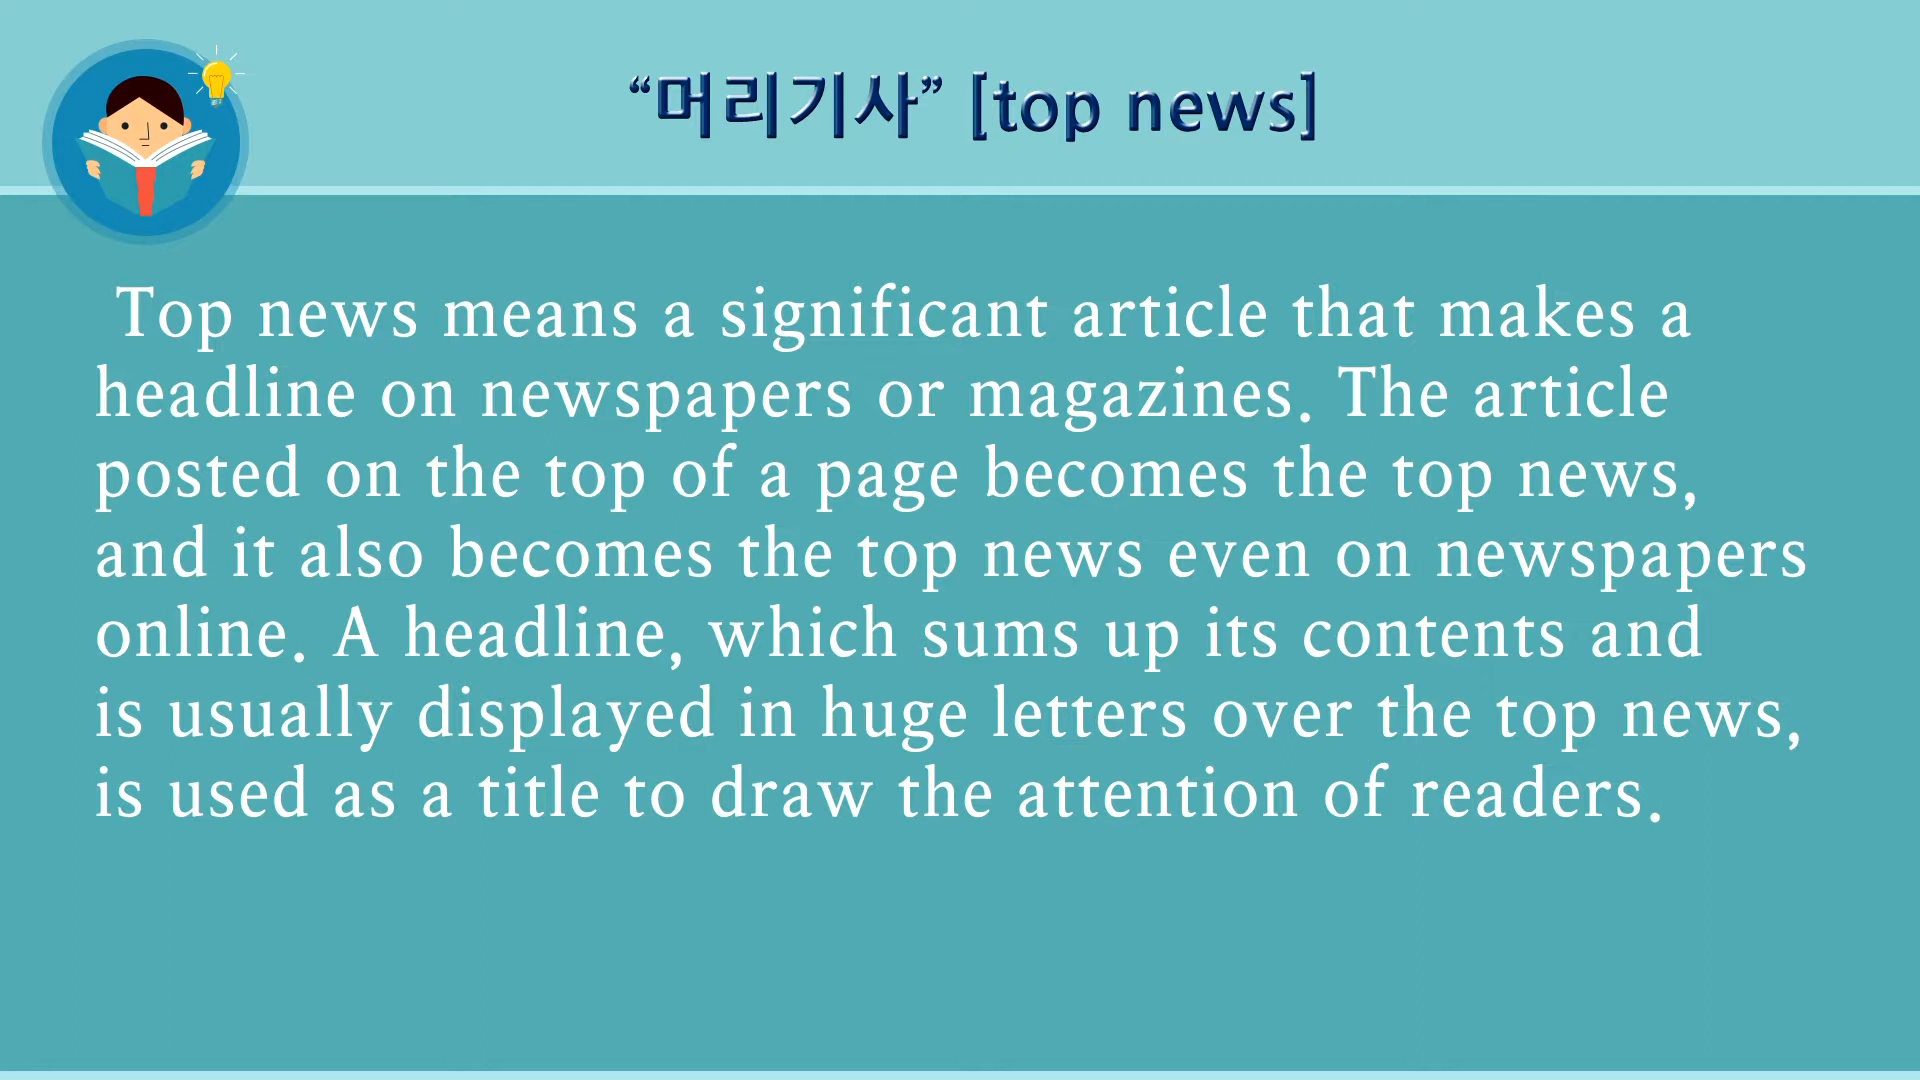 “머리기사” [top news]
Top news means a significant article that makes a
headline on newspapers or magazines. The article
posted on the top of a page becomes the top news,
and it also becomes the top news even on newspapers
online. A headline, which sums up its contents and
is usually displayed in huge letters over the top news,
is used as a title to draw the attention of readers.